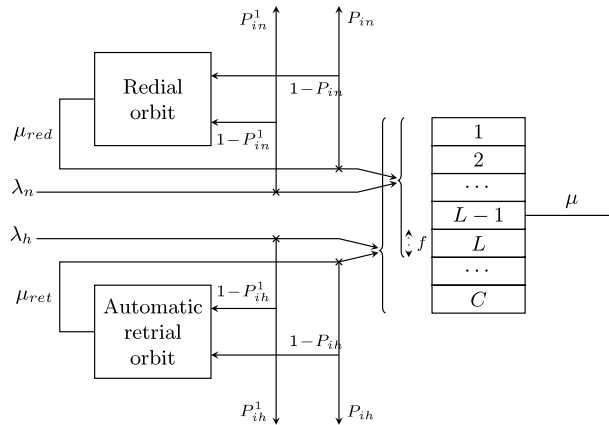 P_{in}^{1}
P_{in}
Redial
orbit
1−P_{in}
1−P_{in}^{1}
μ_{red}
λ_n
1
2
...
L − 1
L
...
C
μ
f
λ_h
μ_{ret}
Automatic
retrial
orbit
1−P_{ih}^{1}
1−P_{ih}
P_{ih}^{1}
P_{ih}